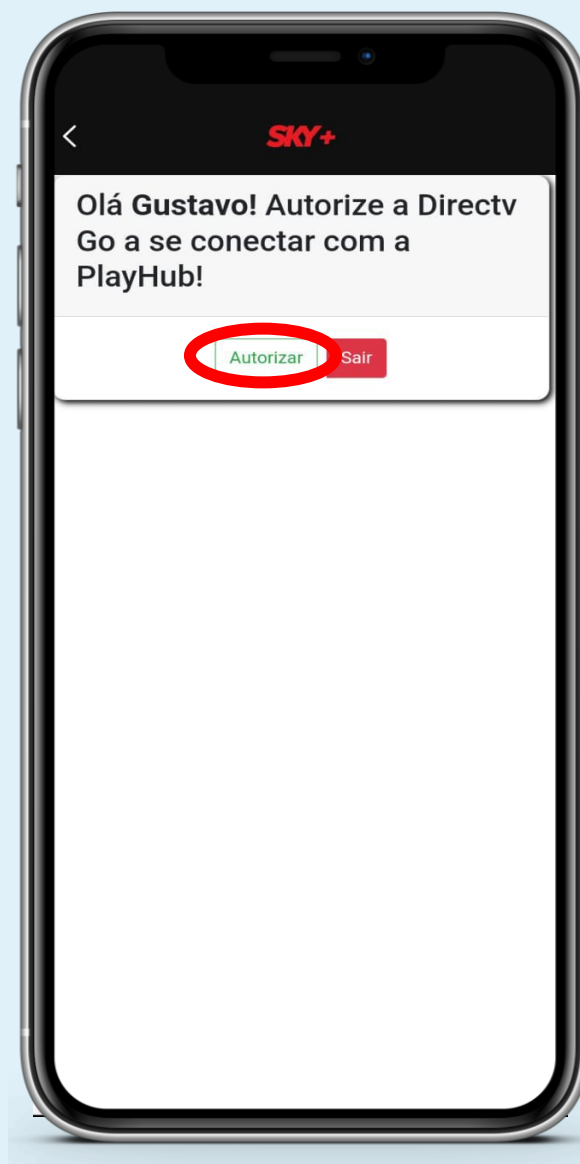 SKY+
Olá Gustavo! Autorize a Directv
Go a se conectar com a
PlayHub!
Autorizar Sair